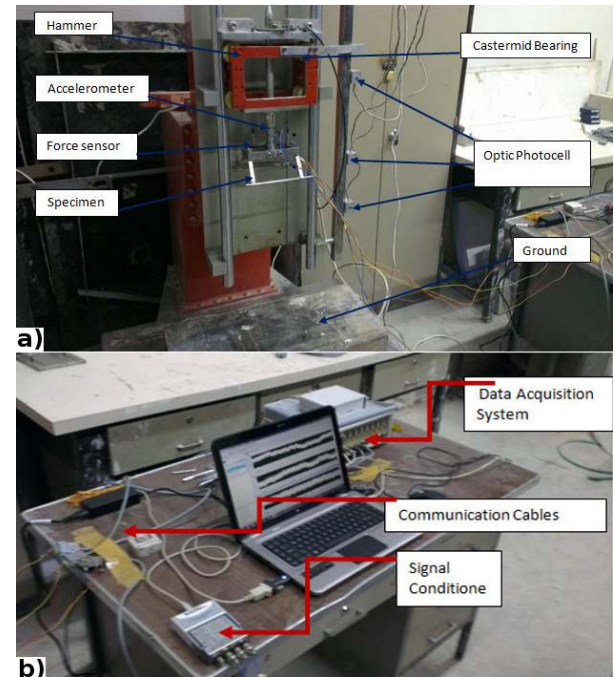 Hammer
Castermid Bearing
Accelerometer
Force sensor
Optic Photocell
Specimen
Ground
a)
Data Acquisition
System
Communication Cables
Signal
Conditione
b)